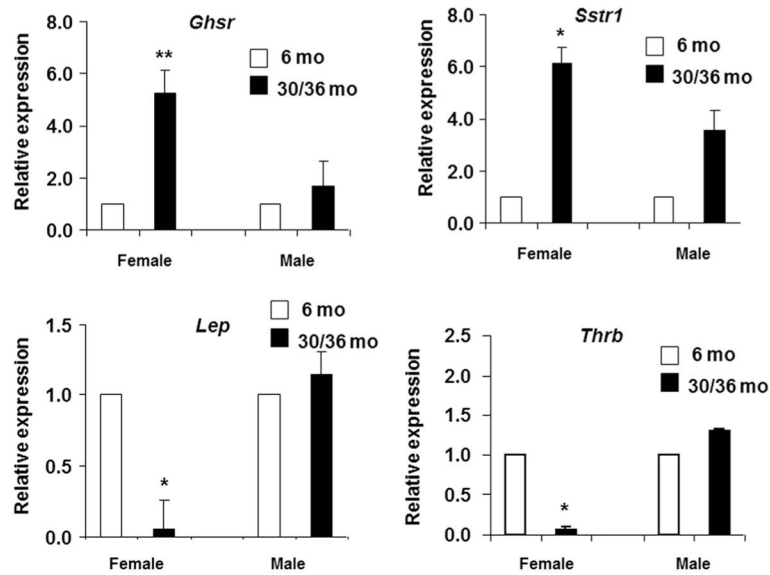 Ghsr
Relative expression
8.0
6.0
4.0
2.0
0.0
6 mo
30/36 mo
**
Female
Male
Sstr1
Relative expression
8.0
6.0
4.0
2.0
0.0
6 mo
30/36 mo
*
Female
Male
Lep
Relative expression
1.5
1.0
0.5
0.0
6 mo
30/36 mo
*
Female
Male
Thrb
Relative expression
2.5
2.0
1.5
1.0
0.5
0.0
6 mo
30/36 mo
*
Female
Male